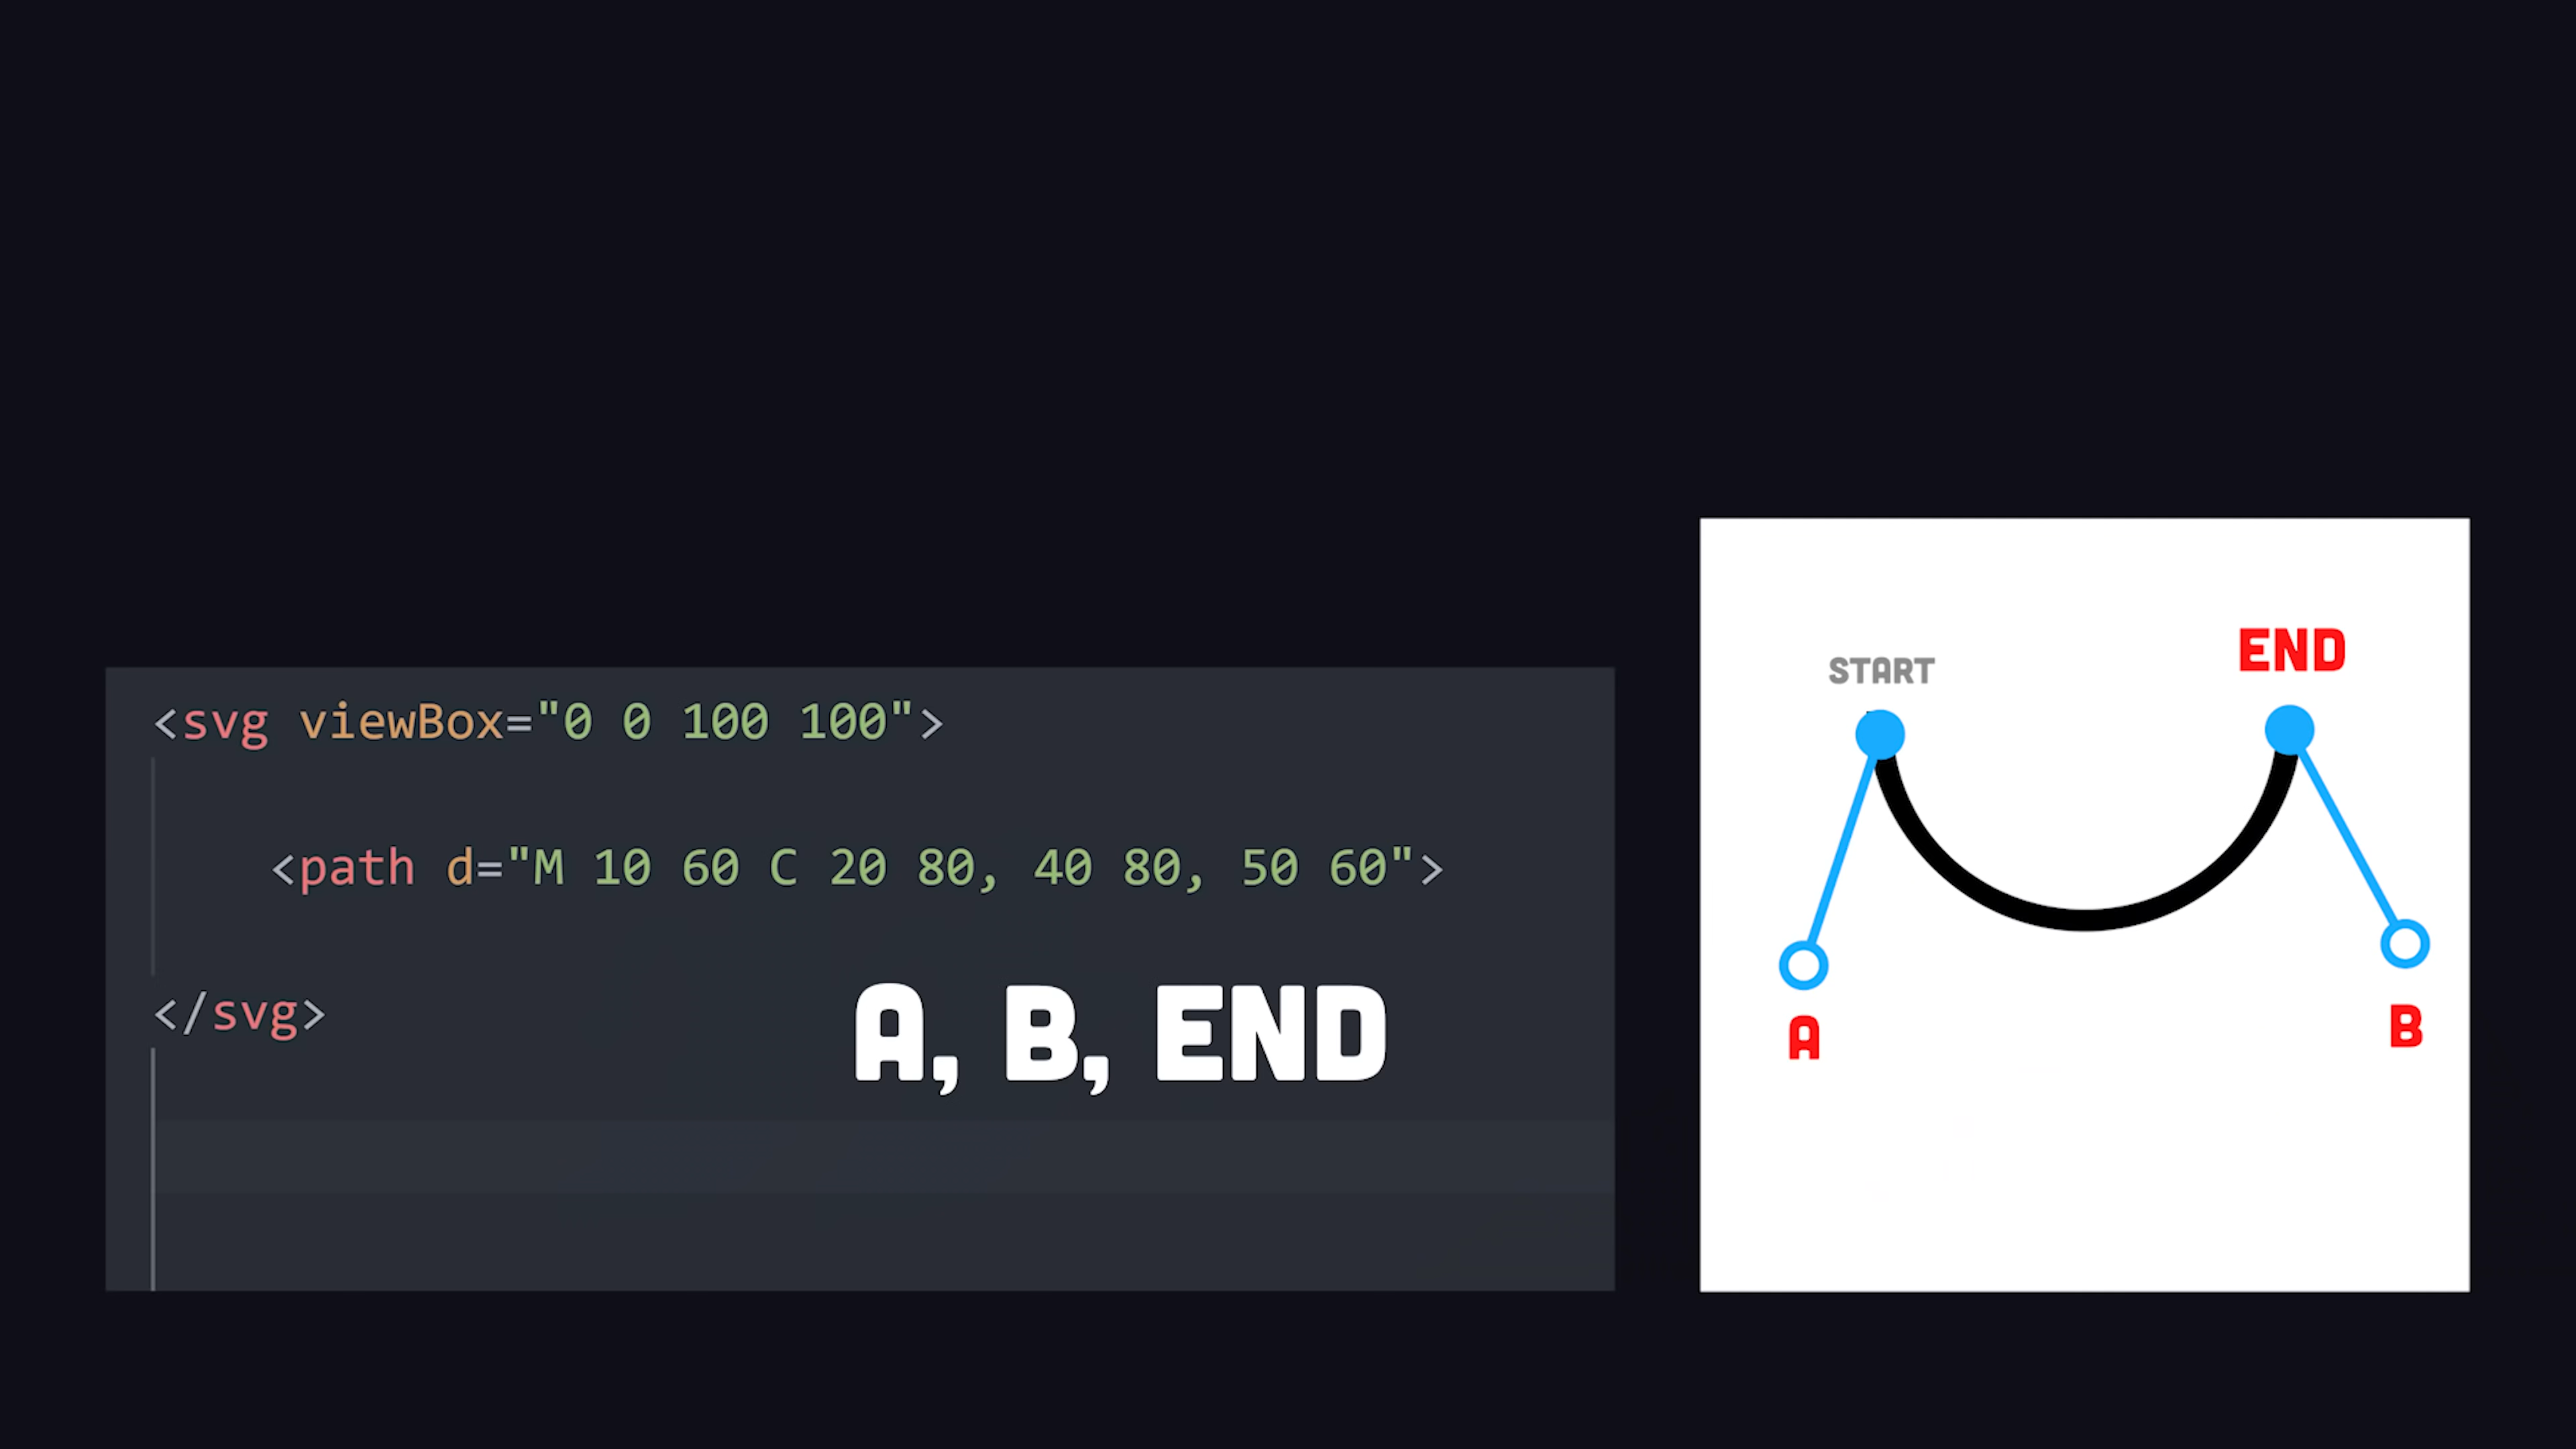 <svg viewBox="0 0 100 100">
<path d="M 10 60 C 20 80, 40 80, 50 60">
</svg>
A, B, END
START
END
A
B